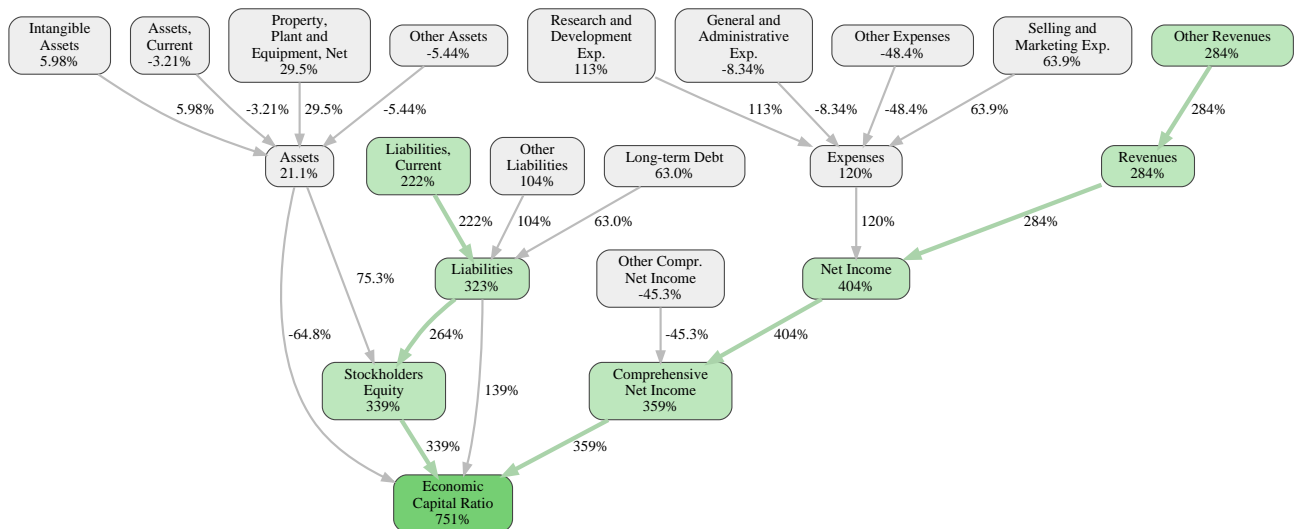 Intangible
Assets
5.98%
Assets,
Current
-3.21%
Property,
Plant and
Equipment, Net
29.5%
Other Assets
-5.44%
Research and
Development
Exp.
113%
General and
Administrative
Exp.
-8.34%
Other Expenses
-48.4%
Selling and
Marketing Exp.
63.9%
Other Revenues
284%
5.98%
-3.21%
29.5%
-5.44%
113%
-8.34%
-48.4%
63.9%
284%
Assets
21.1%
Liabilities,
Current
222%
Other
Liabilities
104%
Long-term Debt
63.0%
Expenses
120%
Revenues
284%
222%
104%
63.0%
120%
284%
75.3%
Liabilities
323%
Other Compr.
Net Income
-45.3%
Net Income
404%
-64.8%
264%
-45.3%
404%
Stockholders
Equity
339%
139%
Comprehensive
Net Income
359%
339%
359%
Economic
Capital Ratio
751%